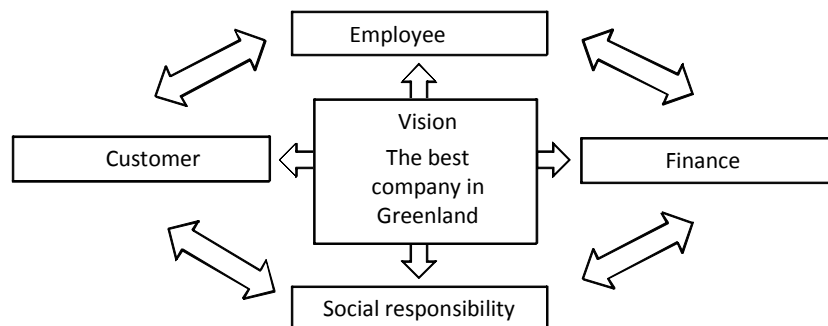 Employee
Vision
The best
company in
Greenland
Customer
Finance
Social responsibility